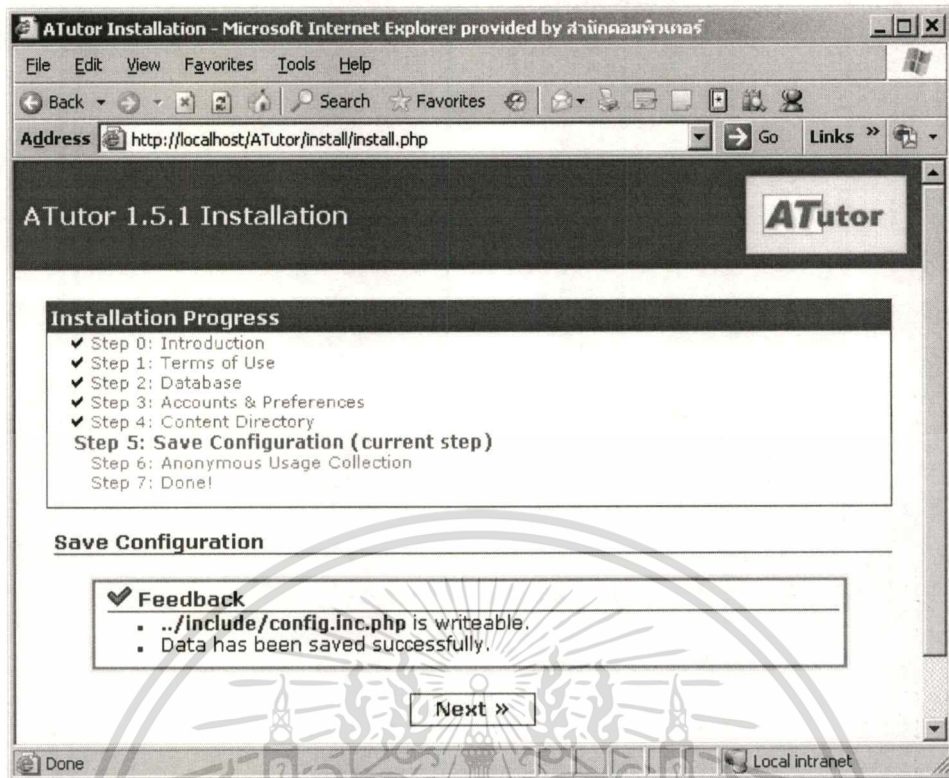 ATutor Installation - Microsoft Internet Explorer provided by สำนักคอมพิวเตอร์
File Edit View Favorites Tools Help
Back Search Favorites
Address http://localhost/ATutor/install/install.php Go Links »
ATutor 1.5.1 Installation
ATutor
Installation Progress
✔ Step 0: Introduction
✔ Step 1: Terms of Use
✔ Step 2: Database
✔ Step 3: Accounts & Preferences
✔ Step 4: Content Directory
Step 5: Save Configuration (current step)
Step 6: Anonymous Usage Collection
Step 7: Done!
Save Configuration
✔ Feedback
▪ ../include/config.inc.php is writeable.
▪ Data has been saved successfully.
Next »
Done Local intranet